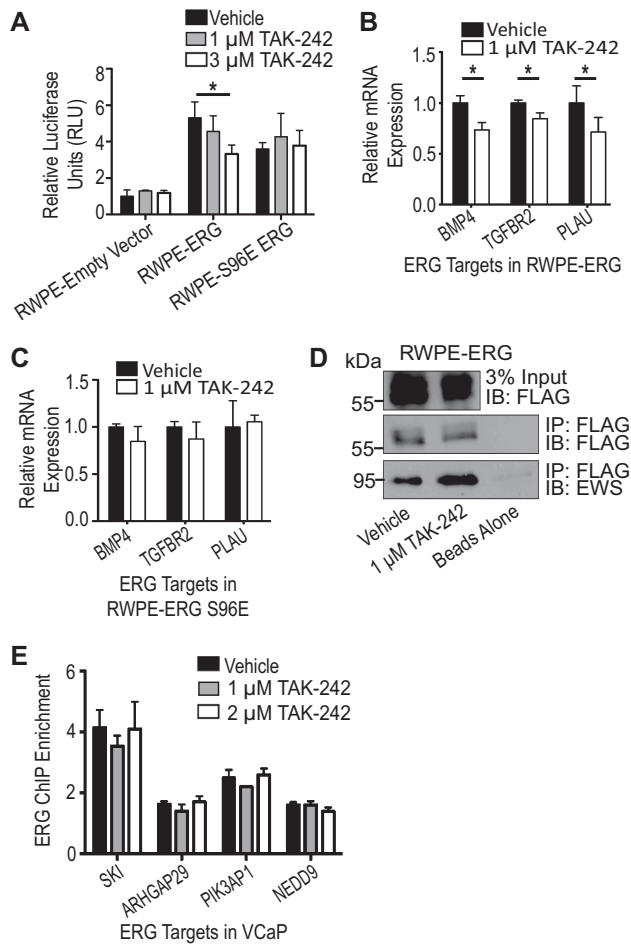 A
Vehicle
1 µM TAK-242
3 µM TAK-242
Relative Luciferase
Units (RLU)
8
6
4
2
0
*
RWPE-Empty Vector
RWPE-ERG
RWPE-S96E ERG
B
Vehicle
1 µM TAK-242
Relative mRNA
Expression
1.5
1.0
0.5
0.0
* * *
BMP4
TGFBR2
PLAU
ERG Targets in RWPE-ERG
C
Vehicle
1 µM TAK-242
Relative mRNA
Expression
1.5
1.0
0.5
0.0
BMP4
TGFBR2
PLAU
ERG Targets in
RWPE-ERG S96E
D
kDa
RWPE-ERG
55
3% Input
IB: FLAG
55
IP: FLAG
IB: FLAG
95
IP: FLAG
IB: EWS
Vehicle
1 µM TAK-242
Beads Alone
E
Vehicle
1 µM TAK-242
2 µM TAK-242
ERG ChIP Enrichment
6
4
2
0
SKI
ARHGAP29
PIK3AP1
NEDD9
ERG Targets in VCaP